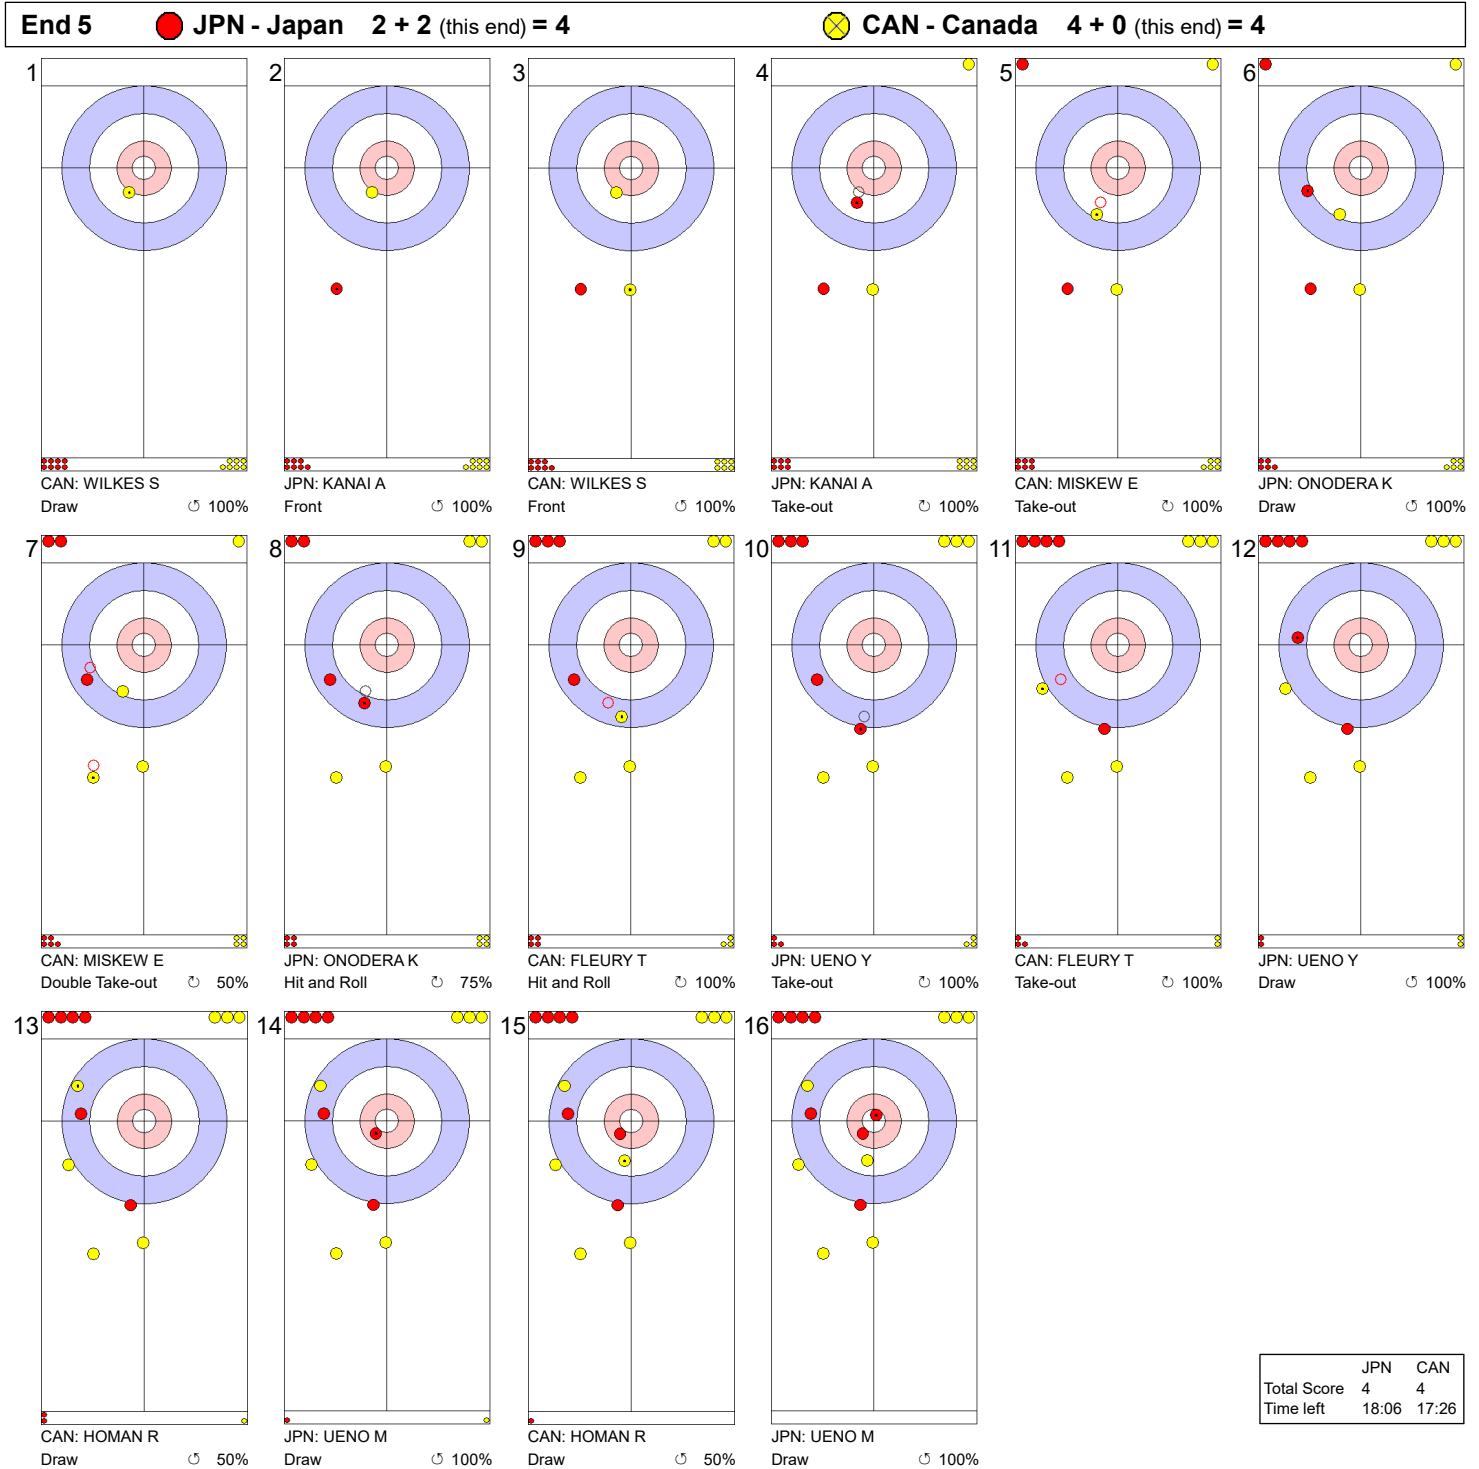 End 5 JPN - Japan 2 + 2 (this end) = 4 CAN - Canada 4 + 0 (this end) = 4
1 2 3 4 5 6
CAN: WILKES S JPN: KANAI A CAN: WILKES S JPN: KANAI A CAN: MISKEW E JPN: ONODERA K
Draw ↺ 100% Front ↺ 100% Front ↺ 100% Take-out ↻ 100% Take-out ↻ 100% Draw ↺ 100%
7 8 9 10 11 12
CAN: MISKEW E JPN: ONODERA K CAN: FLEURY T JPN: UENO Y CAN: FLEURY T JPN: UENO Y
Double Take-out ↻ 50% Hit and Roll ↻ 75% Hit and Roll ↺ 100% Take-out ↻ 100% Take-out ↺ 100% Draw ↺ 100%
13 14 15 16
JPN CAN
Total Score 4 4
Time left 18:06 17:26
CAN: HOMAN R JPN: UENO M CAN: HOMAN R JPN: UENO M
Draw ↺ 50% Draw ↺ 100% Draw ↺ 50% Draw ↻ 100%